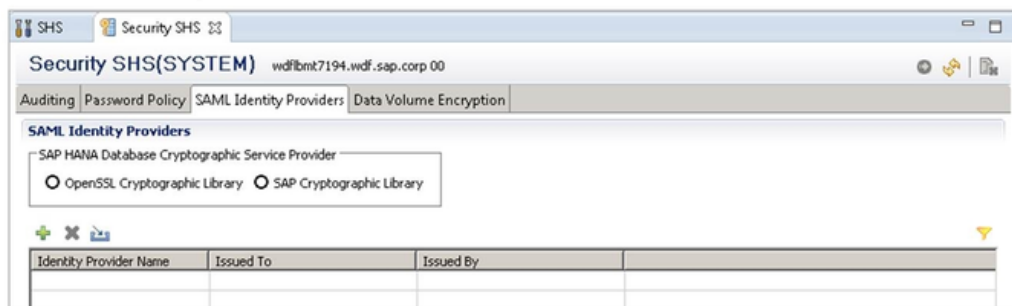 SHS Security SHS
Security SHS(SYSTEM) wdflbmt7194.wdf.sap.corp 00
Auditing Password Policy SAML Identity Providers Data Volume Encryption
SAML Identity Providers
SAP HANA Database Cryptographic Service Provider
OpenSSL Cryptographic Library SAP Cryptographic Library
Identity Provider Name Issued To Issued By